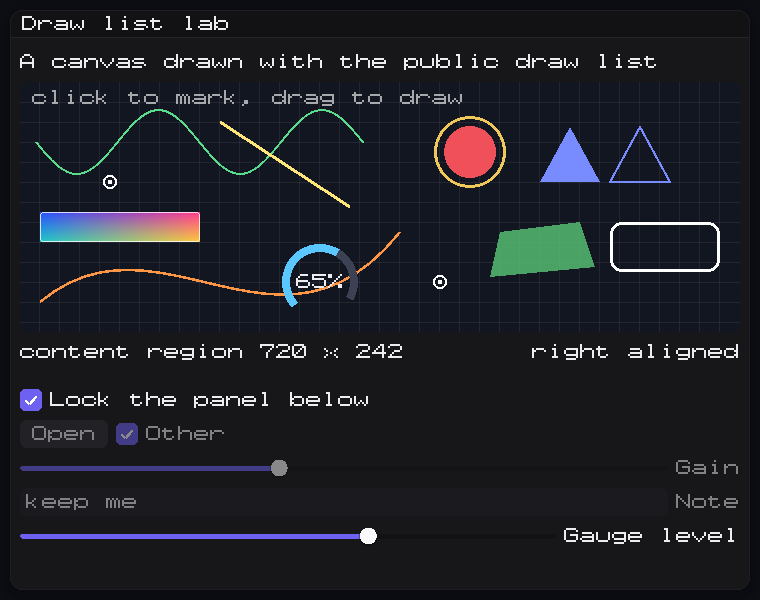 Draw list lab
A canvas drawn with the public draw list
click to mark, drag to draw
65%
content region 720 x 242 right aligned
Lock the panel below
Open Other
Gain
keep me Note
Gauge level